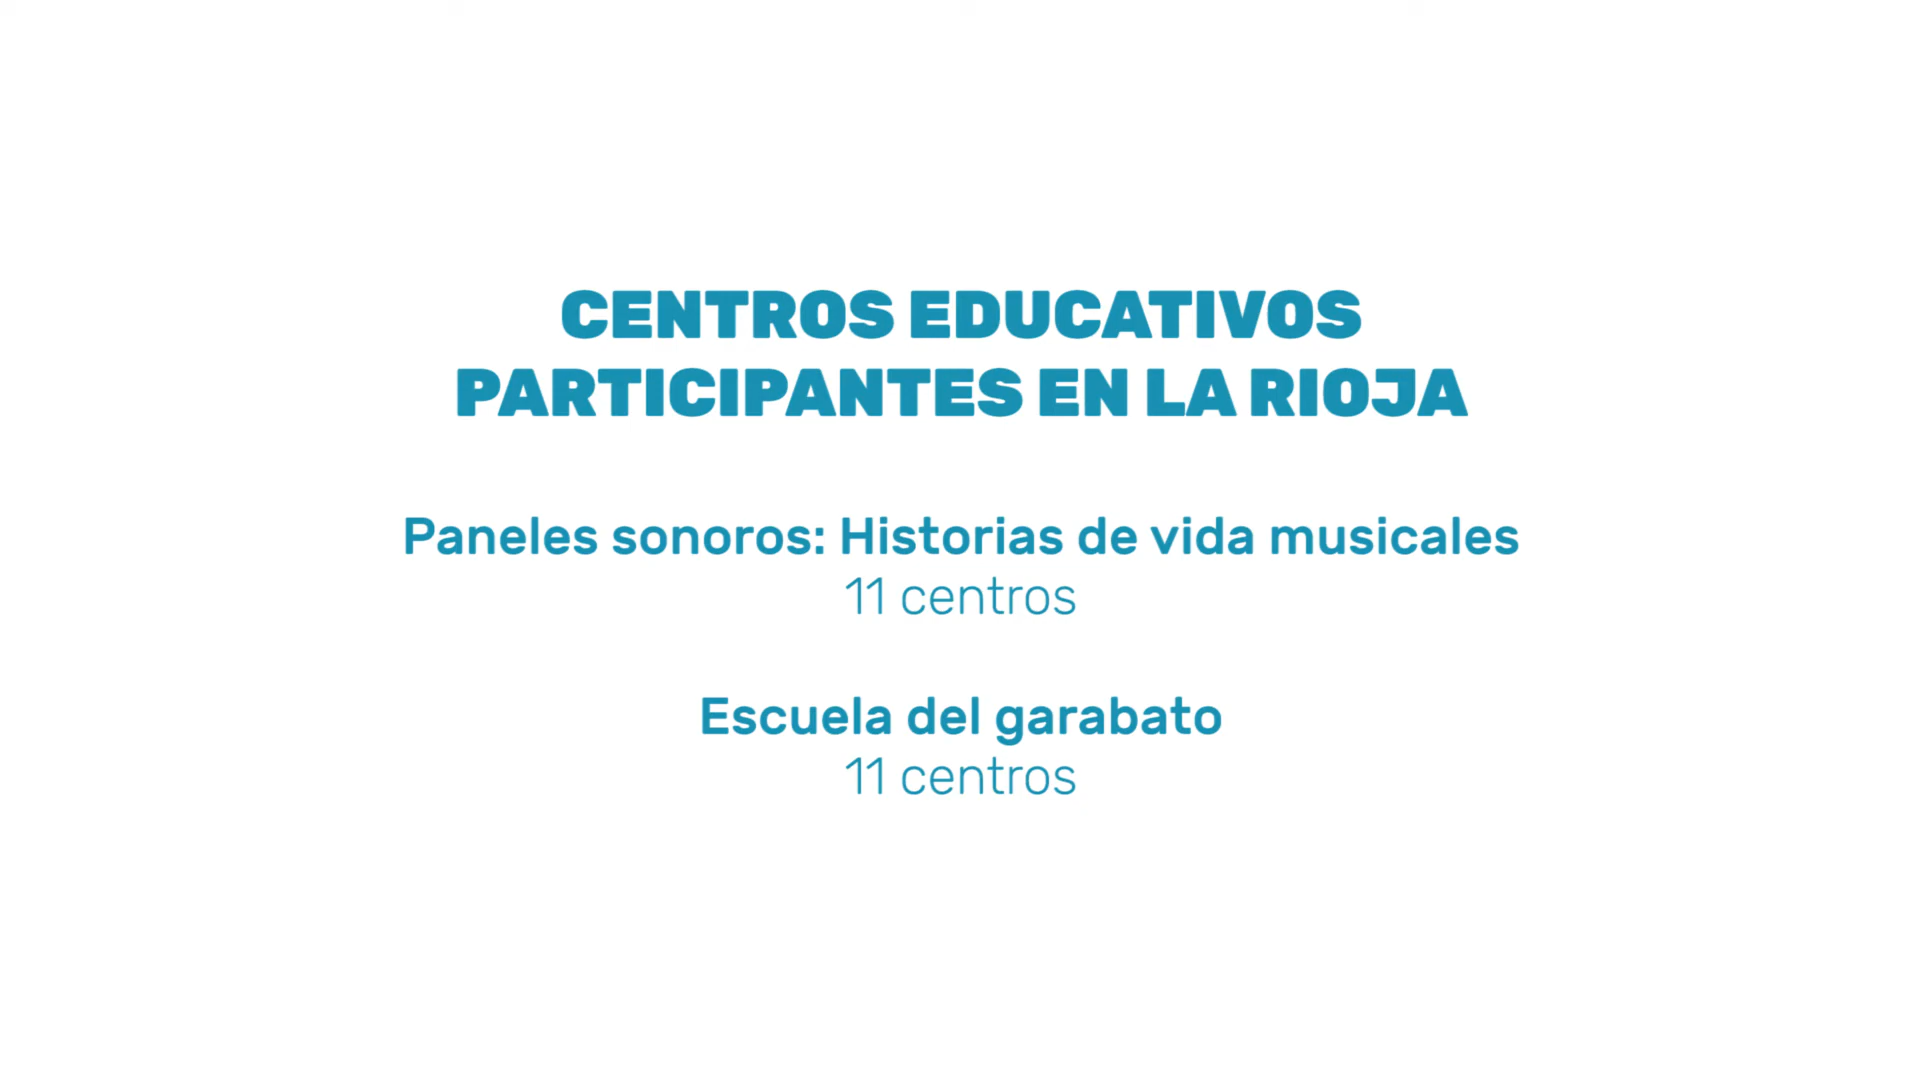 CENTROS EDUCATIVOS
PARTICIPANTES EN LA RIOJA
Paneles sonoros: Historias de vida musicales
11 centros
Escuela del garabato
11 centros